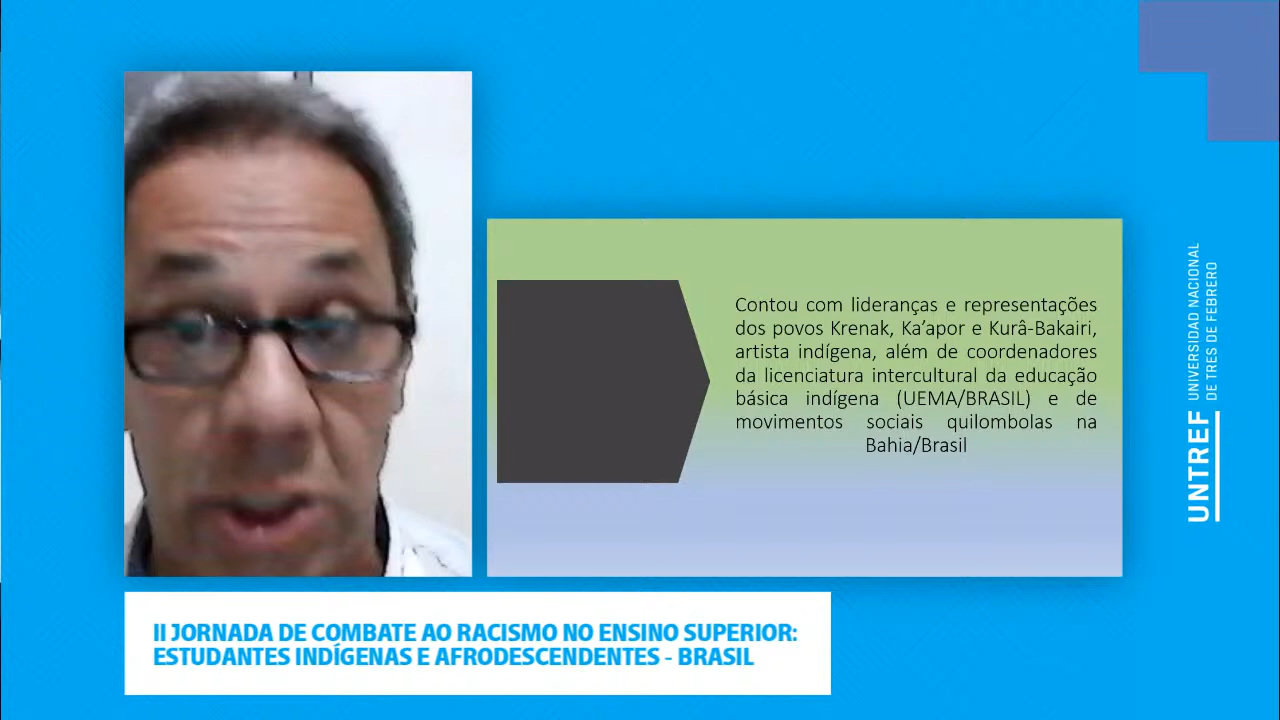 Contou com lideranças e representações
dos povos Krenak, Ka’apor e Kurâ-Bakairi,
artista indígena, além de coordenadores
da licenciatura intercultural da educação
básica indígena (UEMA/BRASIL) e de
movimentos sociais quilombolas na
Bahia/Brasil
UNTREF
UNIVERSIDAD NACIONAL
DE TRES DE FEBRERO
II JORNADA DE COMBATE AO RACISMO NO ENSINO SUPERIOR:
ESTUDANTES INDÍGENAS E AFRODESCENDENTES - BRASIL